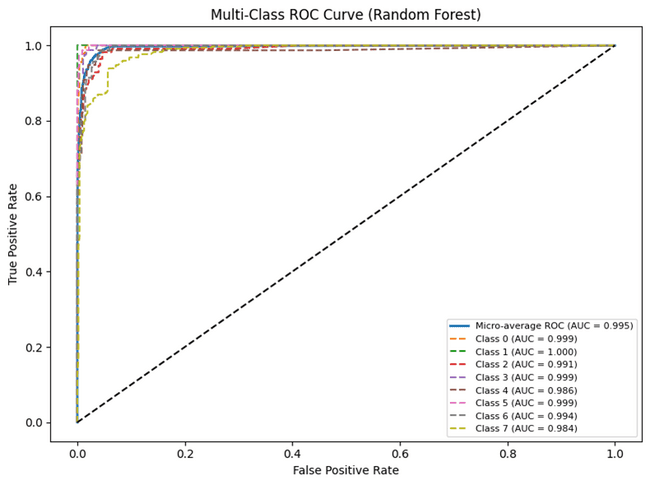 Multi-Class ROC Curve (Random Forest)
True Positive Rate
1.0
0.8
0.6
0.4
0.2
0.0
Micro-average ROC (AUC = 0.995)
Class 0 (AUC = 0.999)
Class 1 (AUC = 1.000)
Class 2 (AUC = 0.991)
Class 3 (AUC = 0.999)
Class 4 (AUC = 0.986)
Class 5 (AUC = 0.999)
Class 6 (AUC = 0.994)
Class 7 (AUC = 0.984)
0.0 0.2 0.4 0.6 0.8 1.0
False Positive Rate